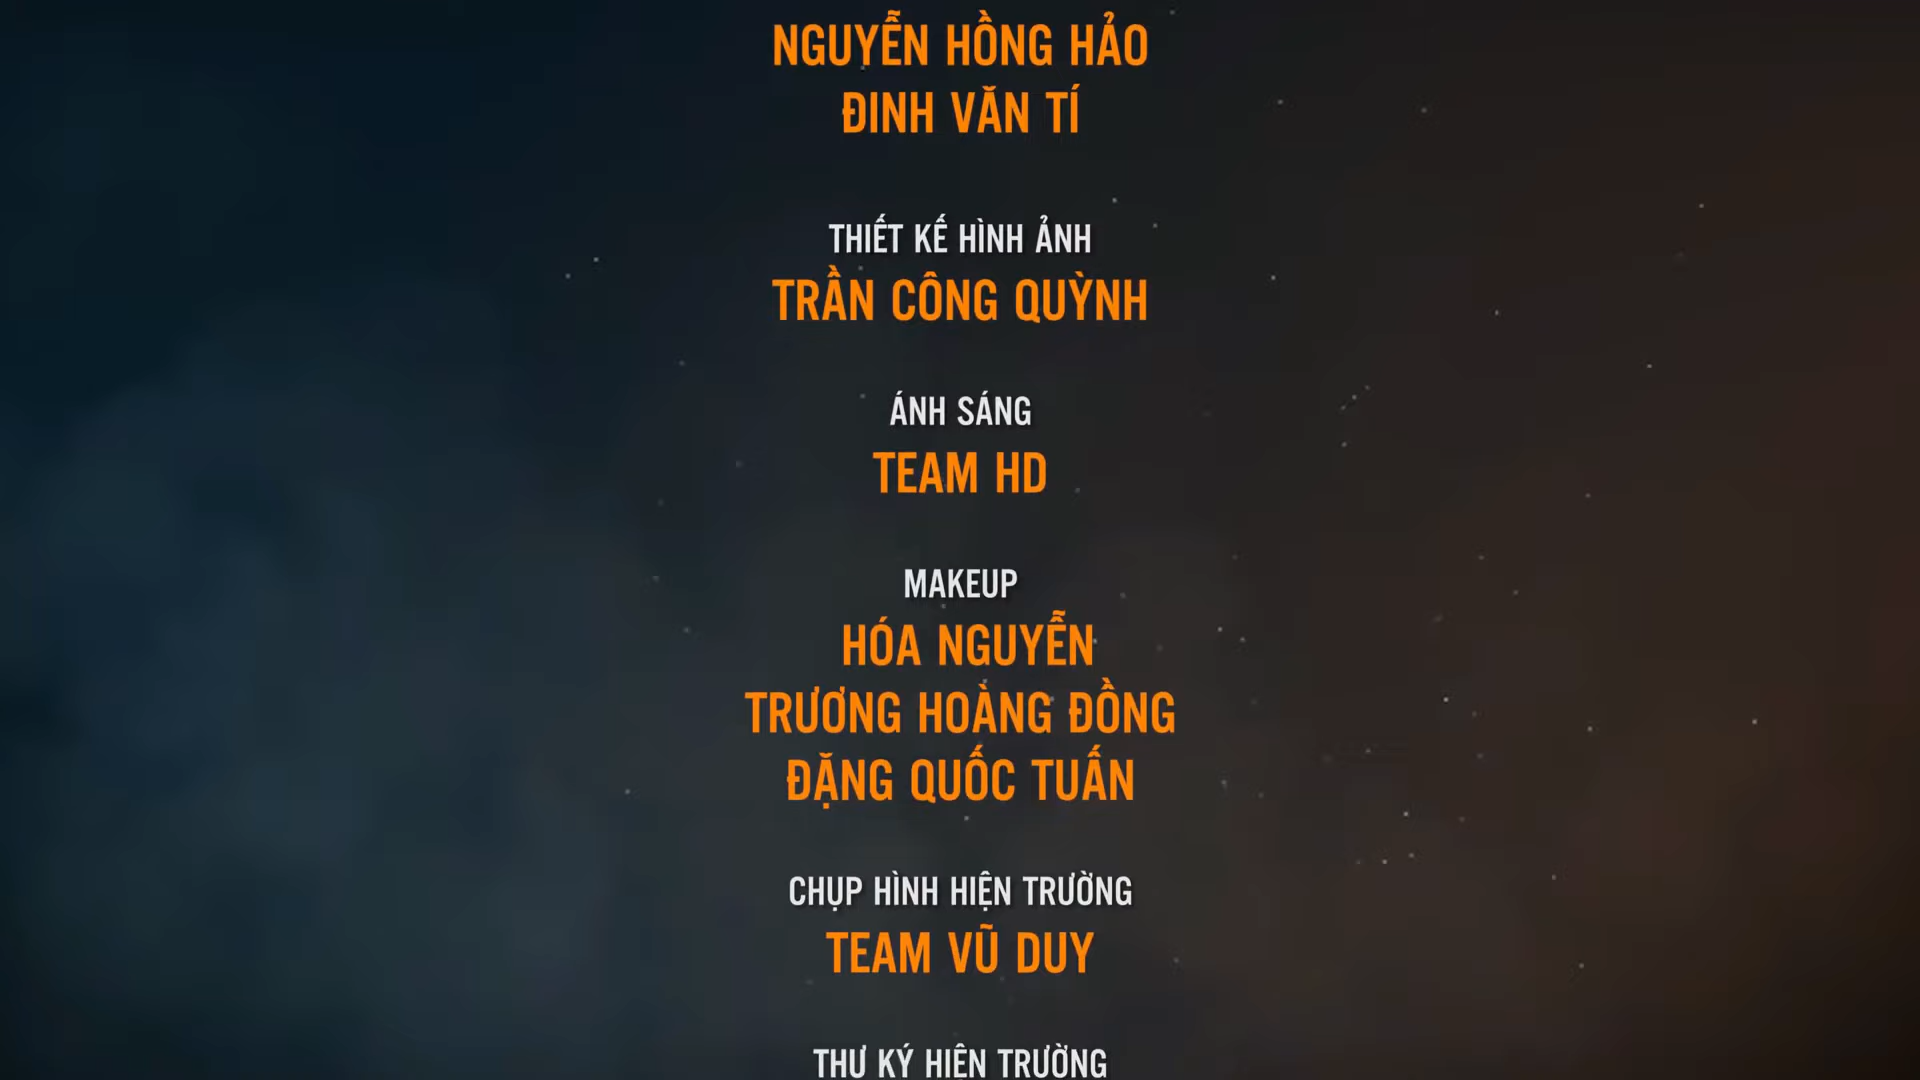 NGUYỄN HỒNG HẢO
ĐINH VĂN TÍ
THIẾT KẾ HÌNH ẢNH
TRẦN CÔNG QUỲNH
ÁNH SÁNG
TEAM HD
MAKEUP
HÓA NGUYỄN
TRƯƠNG HOÀNG ĐỒNG
ĐẶNG QUỐC TUẤN
CHỤP HÌNH HIỆN TRƯỜNG
TEAM VŨ DUY
THƯ KÝ HIỆN TRƯỜNG